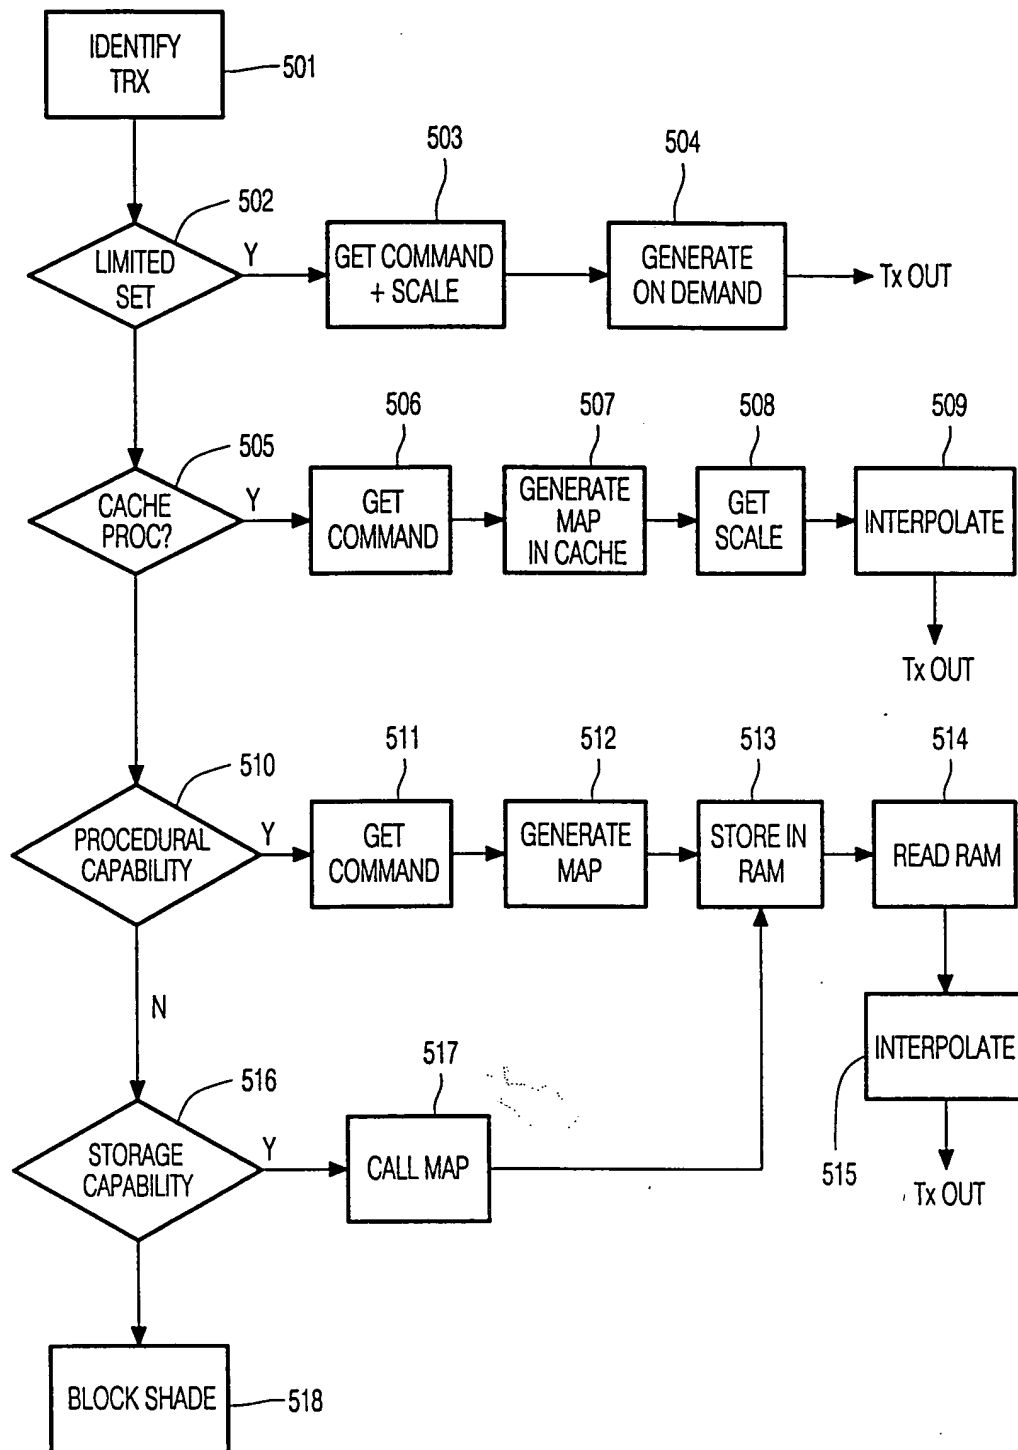 IDENTIFY
TRX
501
502
503
504
LIMITED
SET
Y
GET COMMAND
+ SCALE
GENERATE
ON DEMAND
Tx OUT
505
506
507
508
509
CACHE
PROC?
Y
GET
COMMAND
GENERATE
MAP
IN CACHE
GET
SCALE
INTERPOLATE
Tx OUT
510
511
512
513
514
PROCEDURAL
CAPABILITY
Y
GET
COMMAND
GENERATE
MAP
STORE IN
RAM
READ RAM
N
INTERPOLATE
515
Tx OUT
516
517
STORAGE
CAPABILITY
Y
CALL MAP
BLOCK SHADE
518